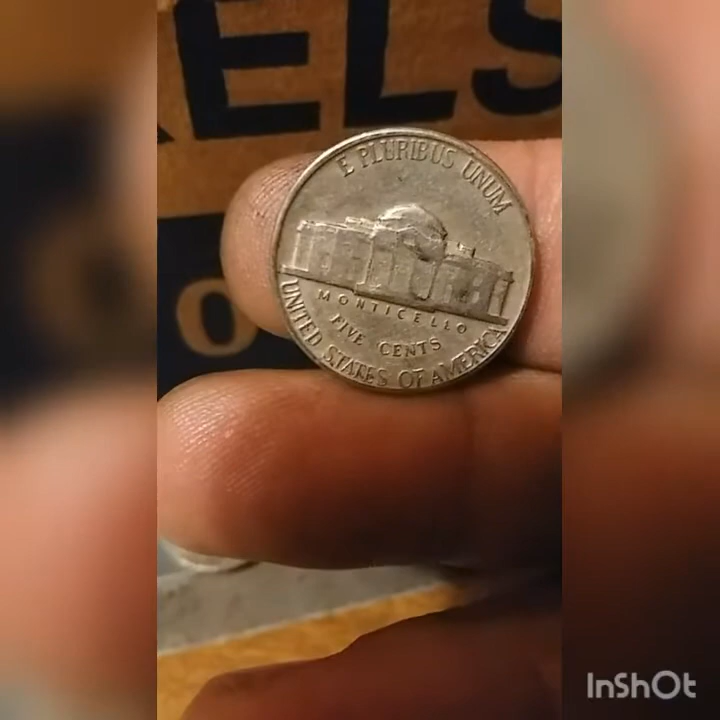 ELS
O
E PLURIBUS UNUM
MONTICELLO
FIVE CENTS
UNITED STATES OF AMERICA
InShOt